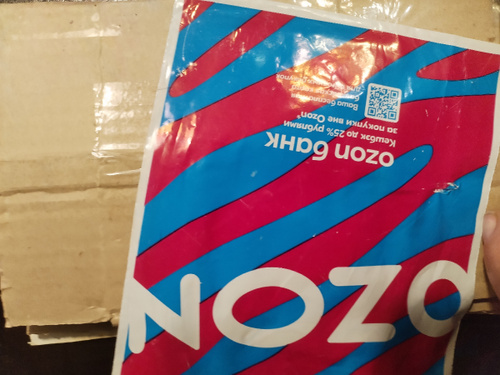 OZON
ozon банк
Кешбэк до 25% рублями
за покупки вне Ozon*